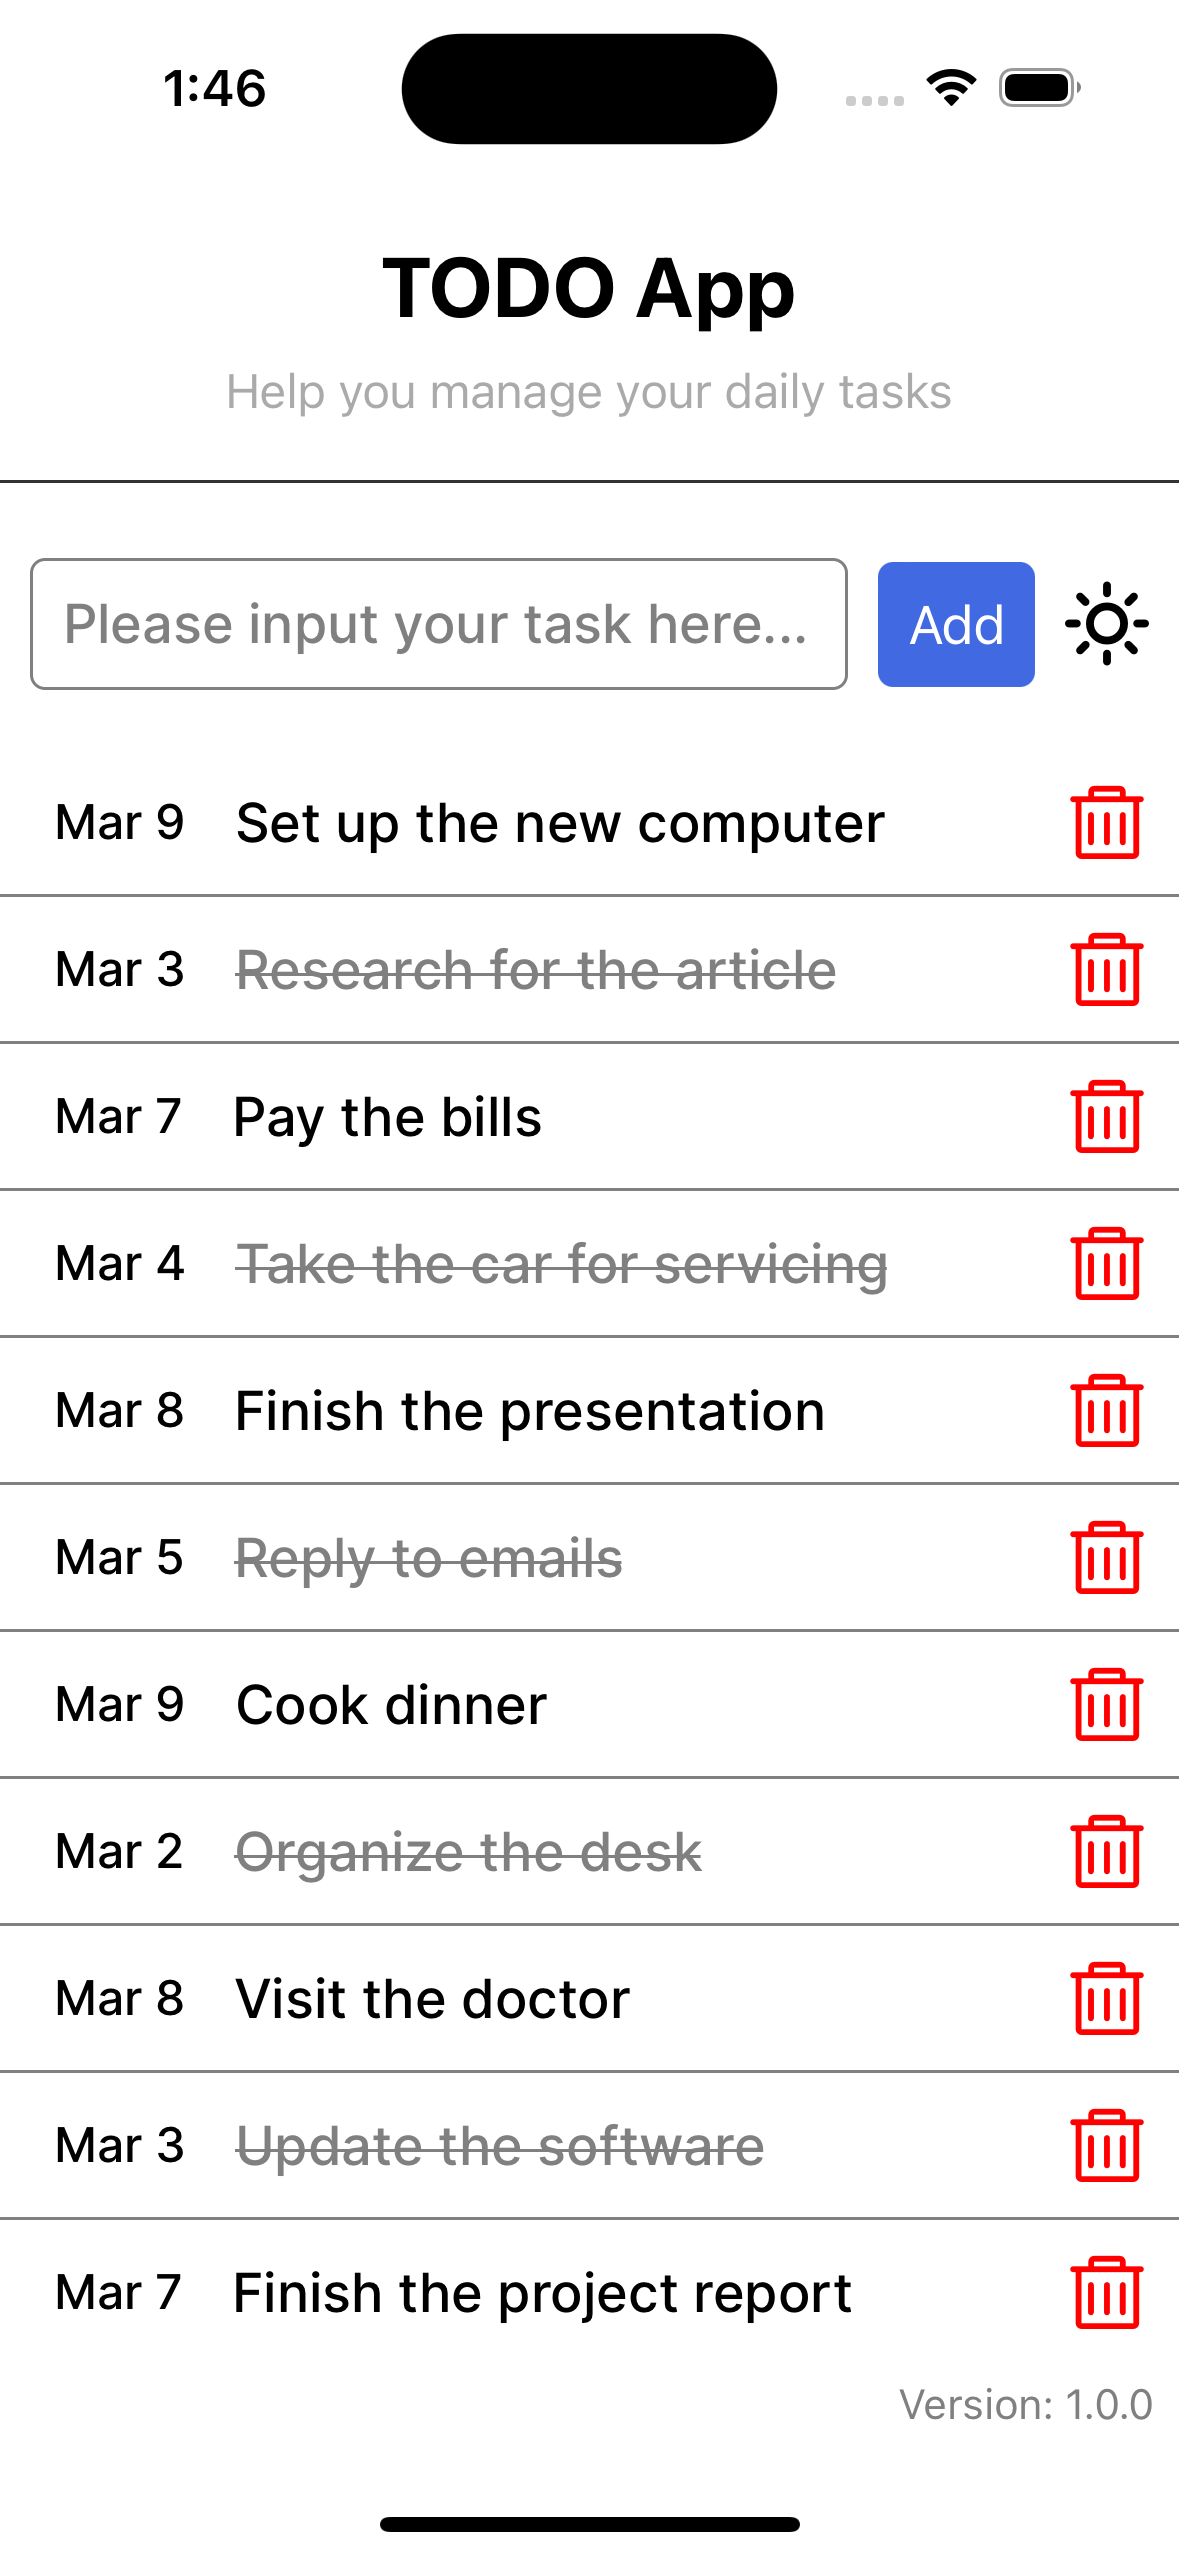 1:46
TODO App
Help you manage your daily tasks
Please input your task here...
Add
Mar 9 Set up the new computer
Mar 3 Research for the article
Mar 7 Pay the bills
Mar 4 Take the car for servicing
Mar 8 Finish the presentation
Mar 5 Reply to emails
Mar 9 Cook dinner
Mar 2 Organize the desk
Mar 8 Visit the doctor
Mar 3 Update the software
Mar 7 Finish the project report
Version: 1.0.0